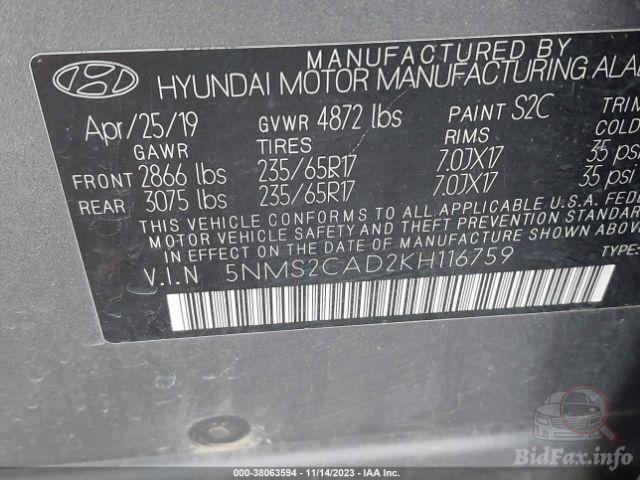 MANUFACTURED BY
HYUNDAI MOTOR MANUFACTURING ALA
Apr/25/19 GVWR 4872 lbs PAINT S2C TRIN
GAWR TIRES RIMS COLD
FRONT 2866 lbs 235/65R17 7.0JX17 35 psi
REAR 3075 lbs 235/65R17 7.0JX17 35 psi
THIS VEHICLE CONFORMS TO ALL APPLICABLE U.S.A. FEDE
MOTOR VEHICLE SAFETY AND THEFT PREVENTION STANDAR
IN EFFECT ON THE DATE OF MANUFACTURE SHOWN ABOVE
V.I.N 5NMS2CAD2KH116759 TYPE:
BidFax.info
000-38063594 - 11/14/2023 - IAA Inc.